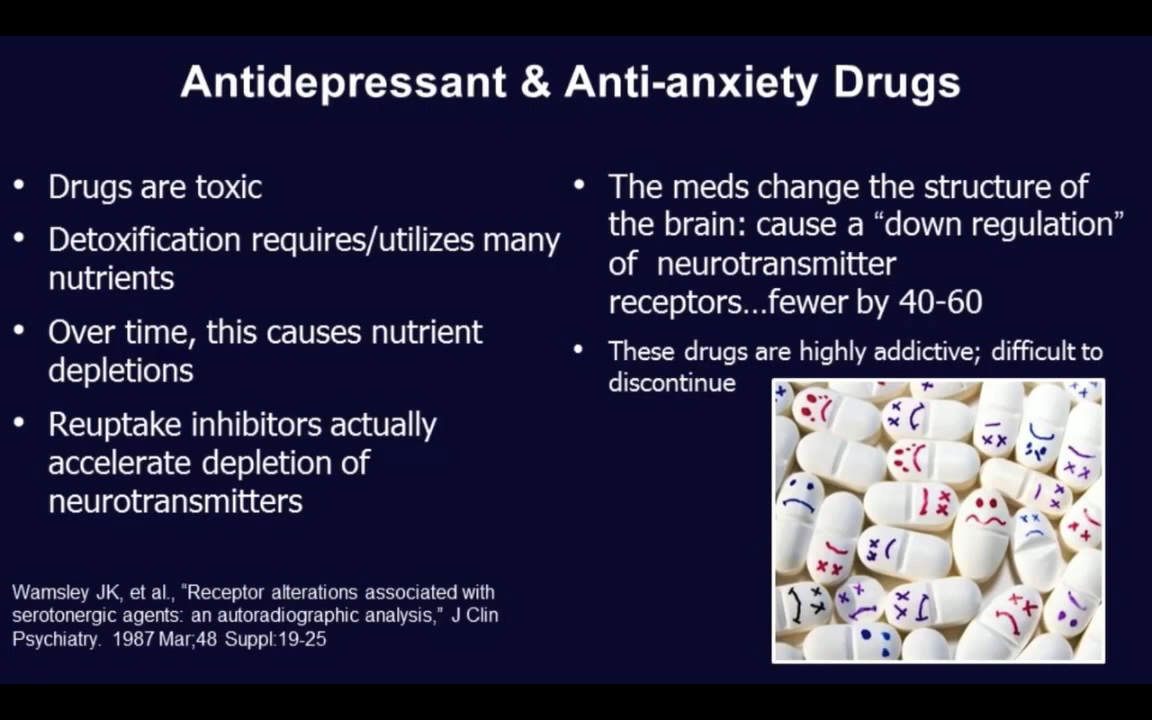 Antidepressant & Anti-anxiety Drugs
• Drugs are toxic
• Detoxification requires/utilizes many
nutrients
• Over time, this causes nutrient
depletions
• Reuptake inhibitors actually
accelerate depletion of
neurotransmitters
• The meds change the structure of
the brain: cause a “down regulation”
of neurotransmitter
receptors...fewer by 40-60
• These drugs are highly addictive; difficult to
discontinue
Wamsley JK, et al., “Receptor alterations associated with
serotonergic agents: an autoradiographic analysis,” J Clin
Psychiatry. 1987 Mar;48 Suppl:19-25